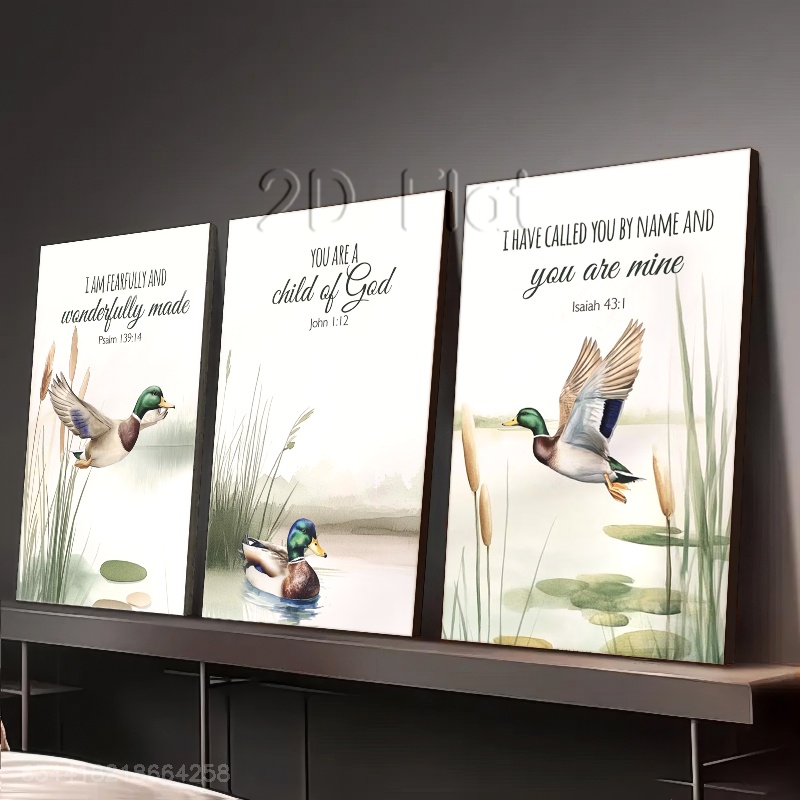 2D Flat
I AM FEARFULLY AND
wonderfully made
Psalm 139:14
YOU ARE A
child of God
John 1:12
I HAVE CALLED YOU BY NAME AND
you are mine
Isaiah 43:1